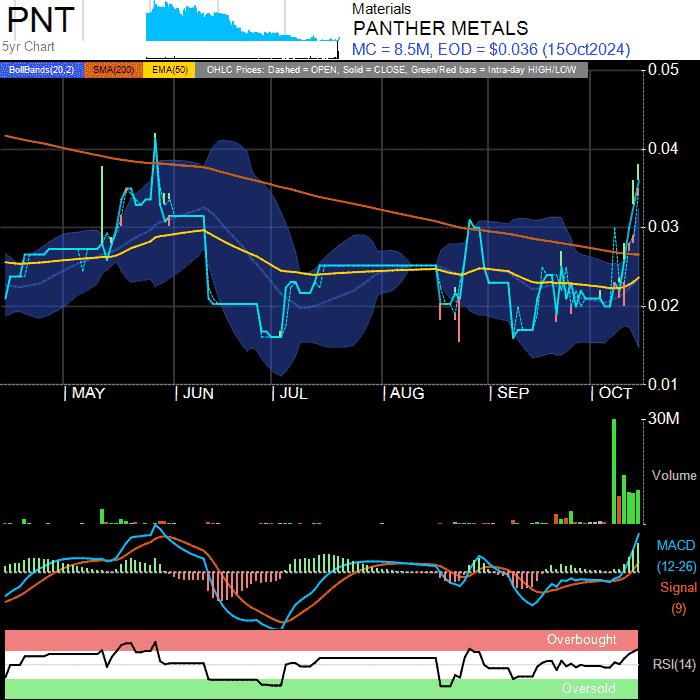 PNT
5yr Chart
Materials
PANTHER METALS
MC = 8.5M, EOD = $0.036 (15Oct2024)
BollBands(20,2) SMA(200) EMA(50) OHLC Prices: Dashed = OPEN, Solid = CLOSE, Green/Red bars = Intra-day HIGH/LOW
0.05
0.04
0.03
0.02
0.01
MAY JUN JUL AUG SEP OCT
30M
Volume
MACD
(12-26)
Signal
(9)
Overbought
RSI(14)
Oversold